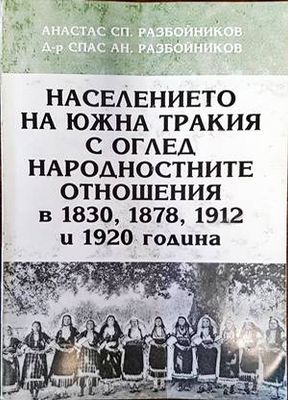 АНАСТАС СП. РАЗБОЙНИКОВ
Д-р СПАС АН. РАЗБОЙНИКОВ
НАСЕЛЕНИЕТО
НА ЮЖНА ТРАКИЯ
С ОГЛЕД
НАРОДНОСТНИТЕ
ОТНОШЕНИЯ
в 1830, 1878, 1912
и 1920 година